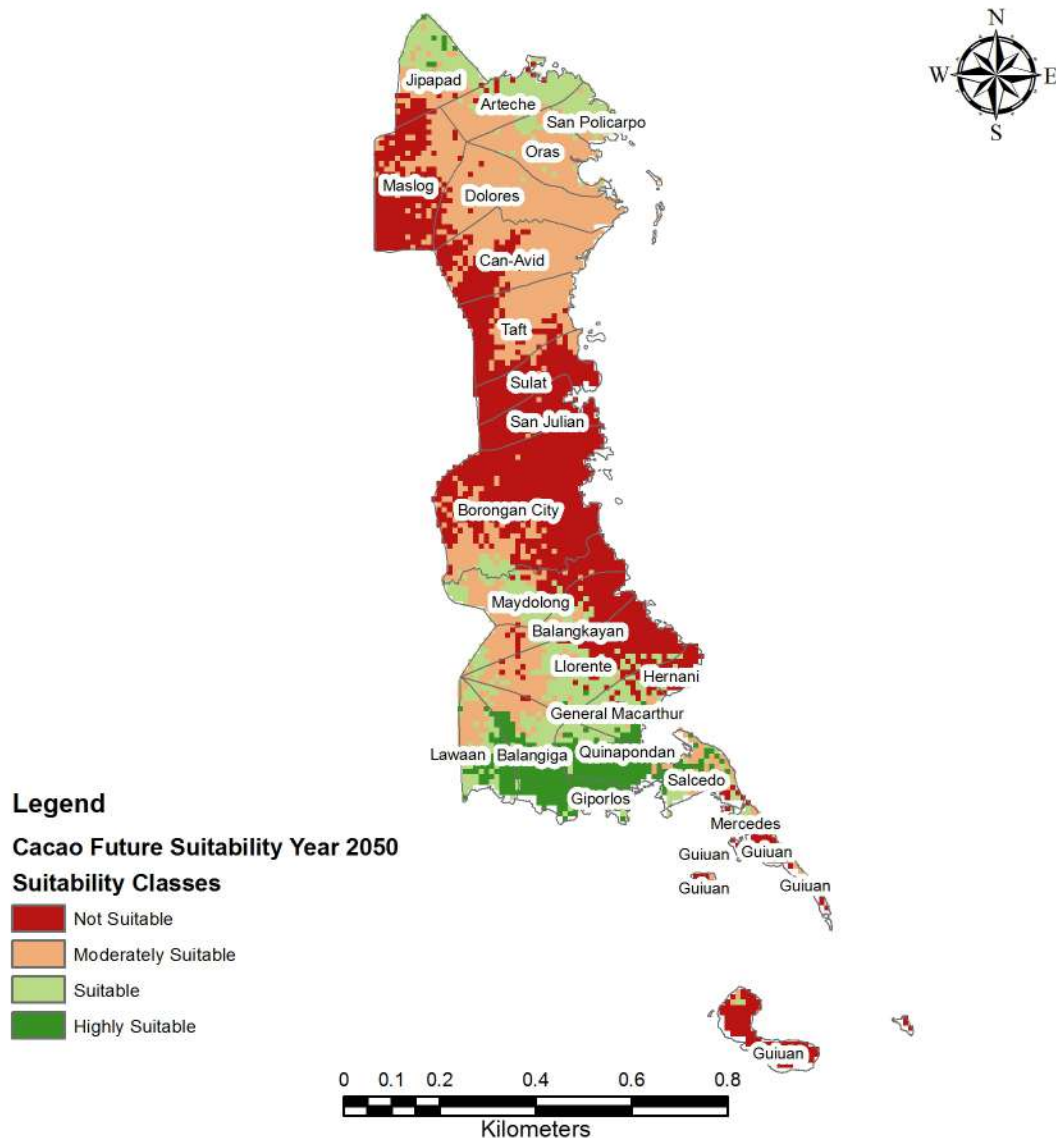 N
W E
S
Jipapad
Arteche
San Policarpo
Oras
Maslog
Dolores
Can-Avid
Taft
Sulat
San Julian
Borongan City
Maydolong
Balangkayan
Llorente
Hernani
General Macarthur
Lawaan Balangiga Quinapondan
Salcedo
Giporlos
Mercedes
Guiuan Guiuan
Guiuan Guiuan
Guiuan
Legend
Cacao Future Suitability Year 2050
Suitability Classes
Not Suitable
Moderately Suitable
Suitable
Highly Suitable
0 0.1 0.2 0.4 0.6 0.8
Kilometers